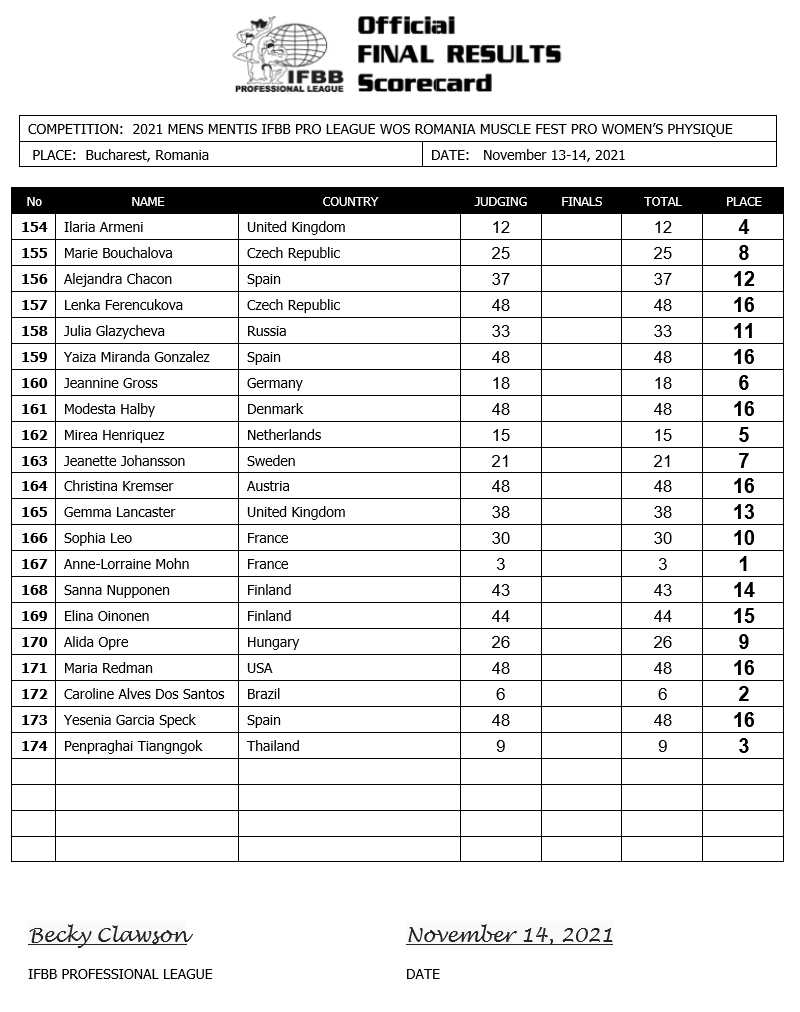 Official
FINAL RESULTS
Scorecard
IFBB
PROFESSIONAL LEAGUE
COMPETITION: 2021 MENS MENTIS IFBB PRO LEAGUE WOS ROMANIA MUSCLE FEST PRO WOMEN'S PHYSIQUE
PLACE: Bucharest, Romania DATE: November 13-14, 2021
No NAME COUNTRY JUDGING FINALS TOTAL PLACE
154 Ilaria Armeni United Kingdom 12 12 4
155 Marie Bouchalova Czech Republic 25 25 8
156 Alejandra Chacon Spain 37 37 12
157 Lenka Ferencukova Czech Republic 48 48 16
158 Julia Glazycheva Russia 33 33 11
159 Yaiza Miranda Gonzalez Spain 48 48 16
160 Jeannine Gross Germany 18 18 6
161 Modesta Halby Denmark 48 48 16
162 Mirea Henriquez Netherlands 15 15 5
163 Jeanette Johansson Sweden 21 21 7
164 Christina Kremser Austria 48 48 16
165 Gemma Lancaster United Kingdom 38 38 13
166 Sophia Leo France 30 30 10
167 Anne-Lorraine Mohn France 3 3 1
168 Sanna Nupponen Finland 43 43 14
169 Elina Oinonen Finland 44 44 15
170 Alida Opre Hungary 26 26 9
171 Maria Redman USA 48 48 16
172 Caroline Alves Dos Santos Brazil 6 6 2
173 Yesenia Garcia Speck Spain 48 48 16
174 Penpraghai Tiangngok Thailand 9 9 3
Becky Clawson November 14, 2021
IFBB PROFESSIONAL LEAGUE DATE